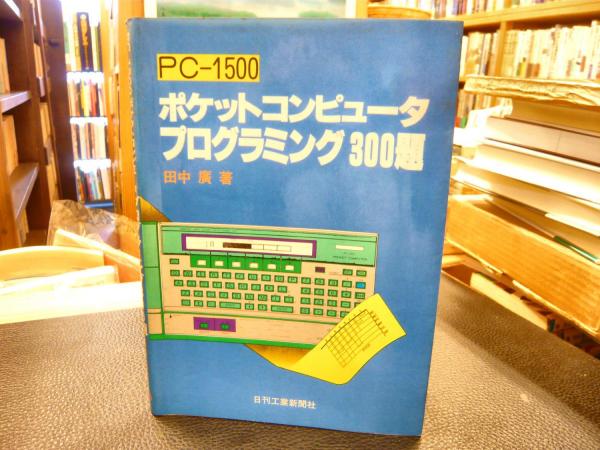 PC-1500
ポケットコンピュータ
プログラミング300題
田中 廣 著
日刊工業新聞社